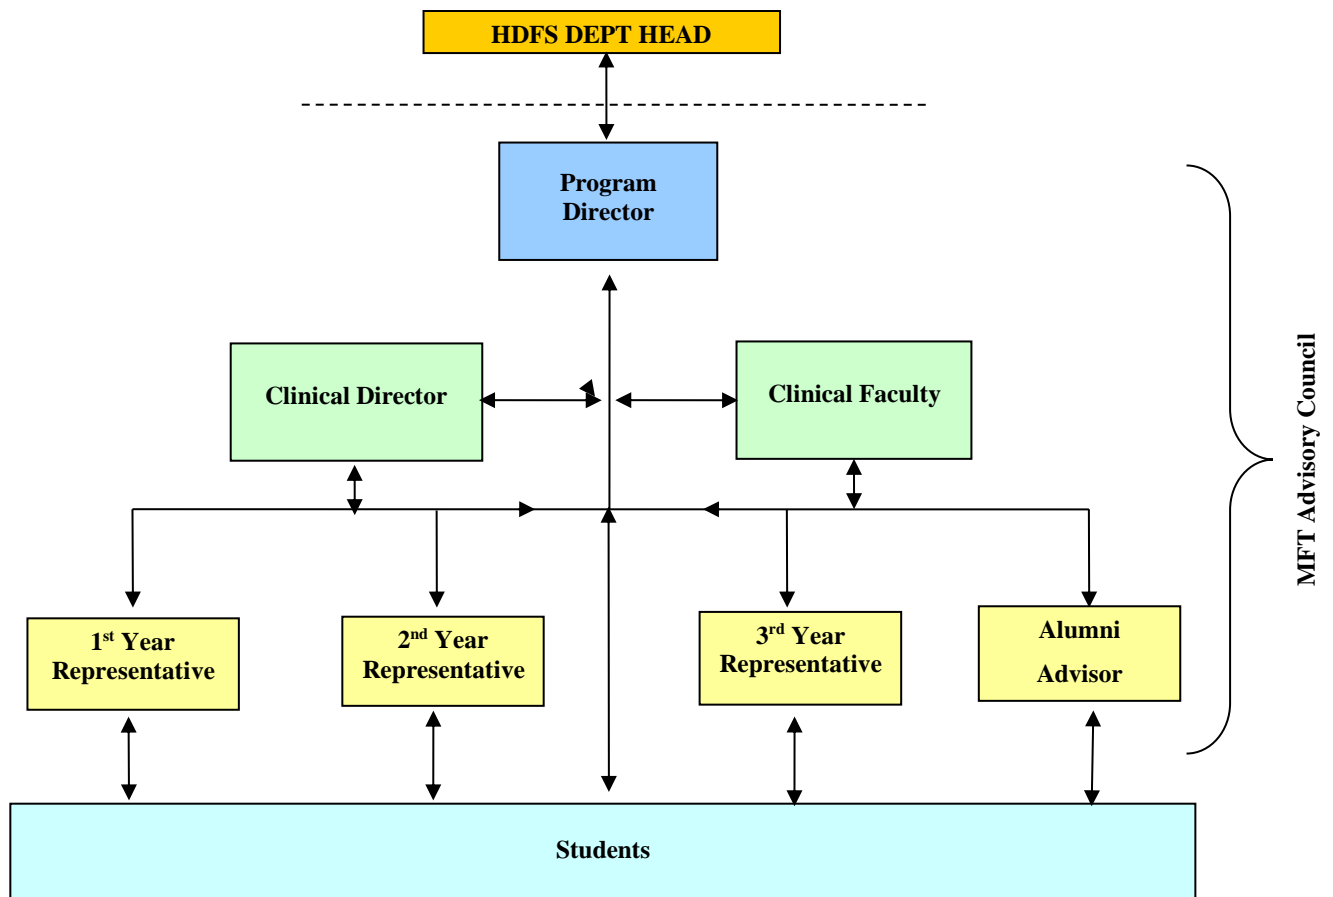 HDFS DEPT HEAD
Program
Director
Clinical Director
Clinical Faculty
MFT Advisory Council
1st Year
Representative
2nd Year
Representative
3rd Year
Representative
Alumni
Advisor
Students